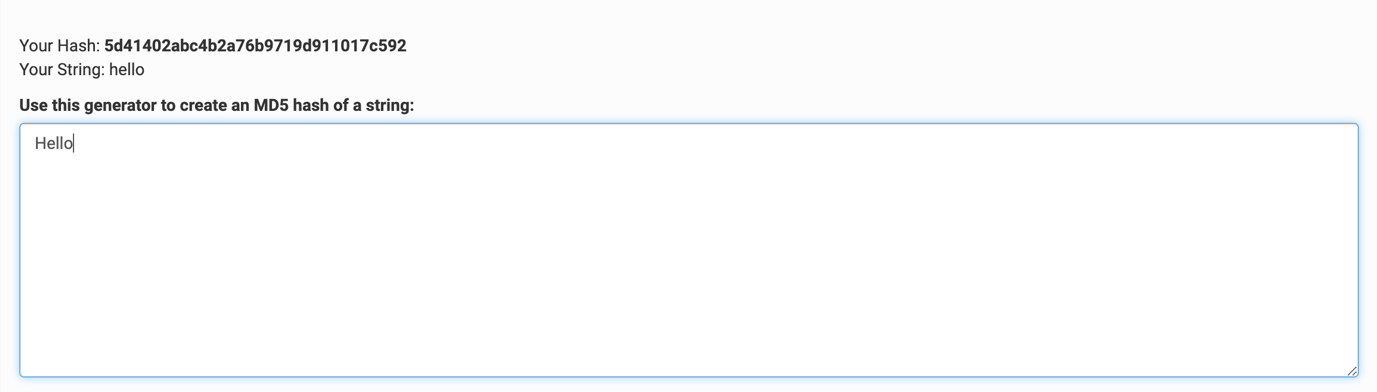 Your Hash: 5d41402abc4b2a76b9719d911017c592
Your String: hello
Use this generator to create an MD5 hash of a string:
Hello